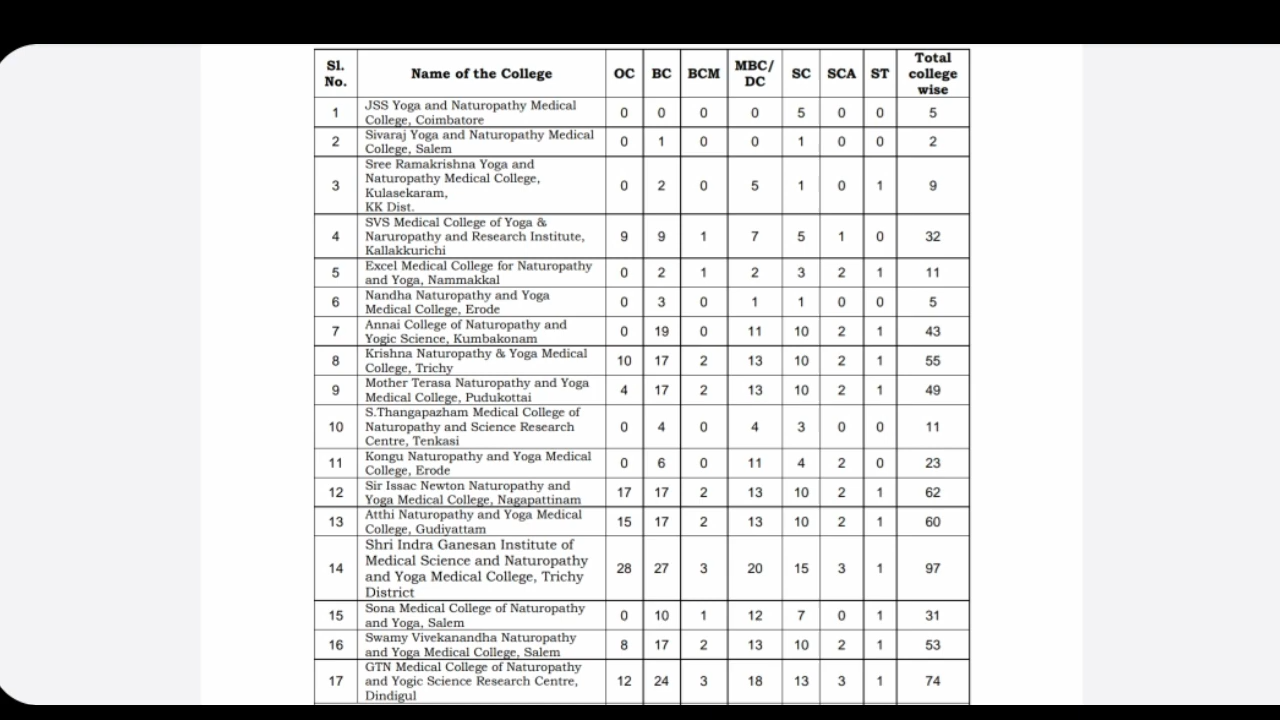 Sl. No. Name of the College OC BC BCM MBC/ DC SC SCA ST Total college wise
1 JSS Yoga and Naturopathy Medical College, Coimbatore 0 0 0 0 5 0 0 5
2 Sivaraj Yoga and Naturopathy Medical College, Salem 0 1 0 0 1 0 0 2
3 Sree Ramakrishna Yoga and Naturopathy Medical College, Kulasekaram, KK Dist. 0 2 0 5 1 0 1 9
4 SVS Medical College of Yoga & Naruropathy and Research Institute, Kallakkurichi 9 9 1 7 5 1 0 32
5 Excel Medical College for Naturopathy and Yoga, Nammakkal 0 2 1 2 3 2 1 11
6 Nandha Naturopathy and Yoga Medical College, Erode 0 3 0 1 1 0 0 5
7 Annai College of Naturopathy and Yogic Science, Kumbakonam 0 19 0 11 10 2 1 43
8 Krishna Naturopathy & Yoga Medical College, Trichy 10 17 2 13 10 2 1 55
9 Mother Terasa Naturopathy and Yoga Medical College, Pudukottai 4 17 2 13 10 2 1 49
10 S.Thangapazham Medical College of Naturopathy and Science Research Centre, Tenkasi 0 4 0 4 3 0 0 11
11 Kongu Naturopathy and Yoga Medical College, Erode 0 6 0 11 4 2 0 23
12 Sir Issac Newton Naturopathy and Yoga Medical College, Nagapattinam 17 17 2 13 10 2 1 62
13 Atthi Naturopathy and Yoga Medical College, Gudiyattam 15 17 2 13 10 2 1 60
14 Shri Indra Ganesan Institute of Medical Science and Naturopathy and Yoga Medical College, Trichy District 28 27 3 20 15 3 1 97
15 Sona Medical College of Naturopathy and Yoga, Salem 0 10 1 12 7 0 1 31
16 Swamy Vivekanandha Naturopathy and Yoga Medical College, Salem 8 17 2 13 10 2 1 53
17 GTN Medical College of Naturopathy and Yogic Science Research Centre, Dindigul 12 24 3 18 13 3 1 74